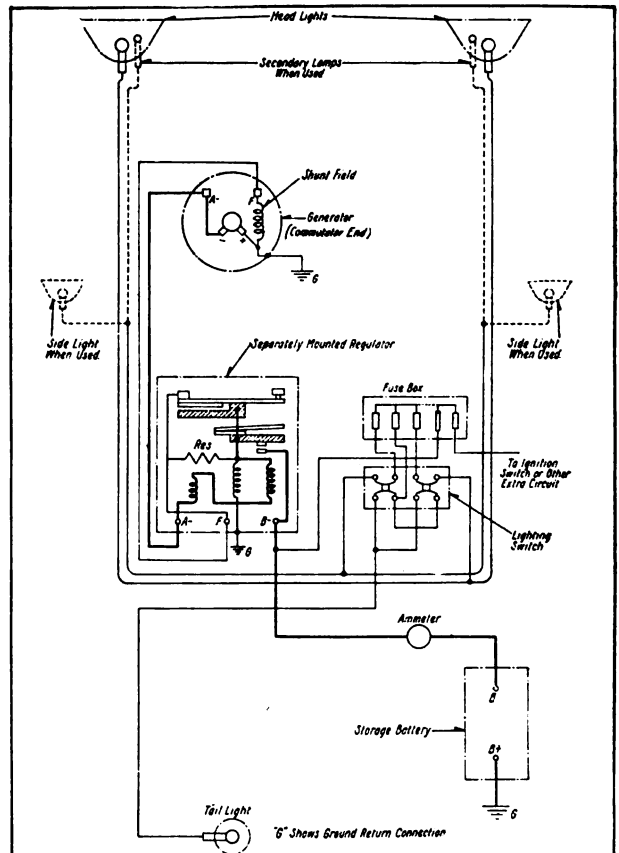 Head Lights
Secondary Lamps
When Used
Shunt Field
A-
F
Generator
(Commutator End)
- +
G
Side Light
When Used.
Side Light
When Used.
Separately Mounted Regulator
Fuse Box
Res
To Ignition
Switch or Other
Extra Circuit
A-
F
B-
G
Lighting
Switch
Ammeter
B
Storage Battery
B+
G
Tail Light
"G" Shows Ground Return Connection